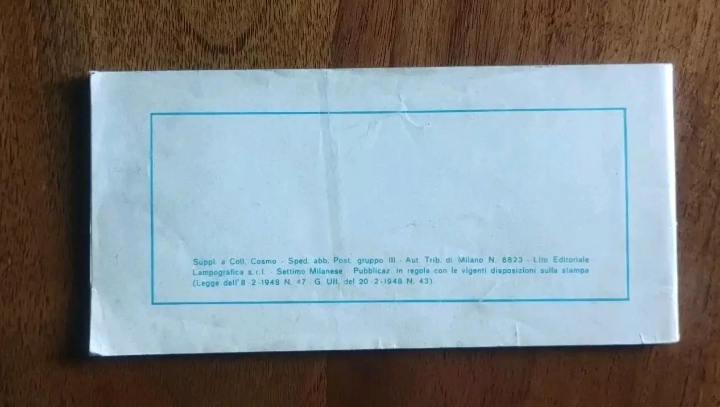 Suppl. a Coll. Cosmo - Sped. abb. Post. gruppo III - Aut. Trib. di Milano N. 8823 - Lito Editoriale
Lampografica s.r.l. - Settimo Milanese - Pubblicaz. in regola con le vigenti disposizioni sulla stampa
(Legge dell'8-2-1948 N. 47 - G. Uff. del 20-2-1948 N. 43)